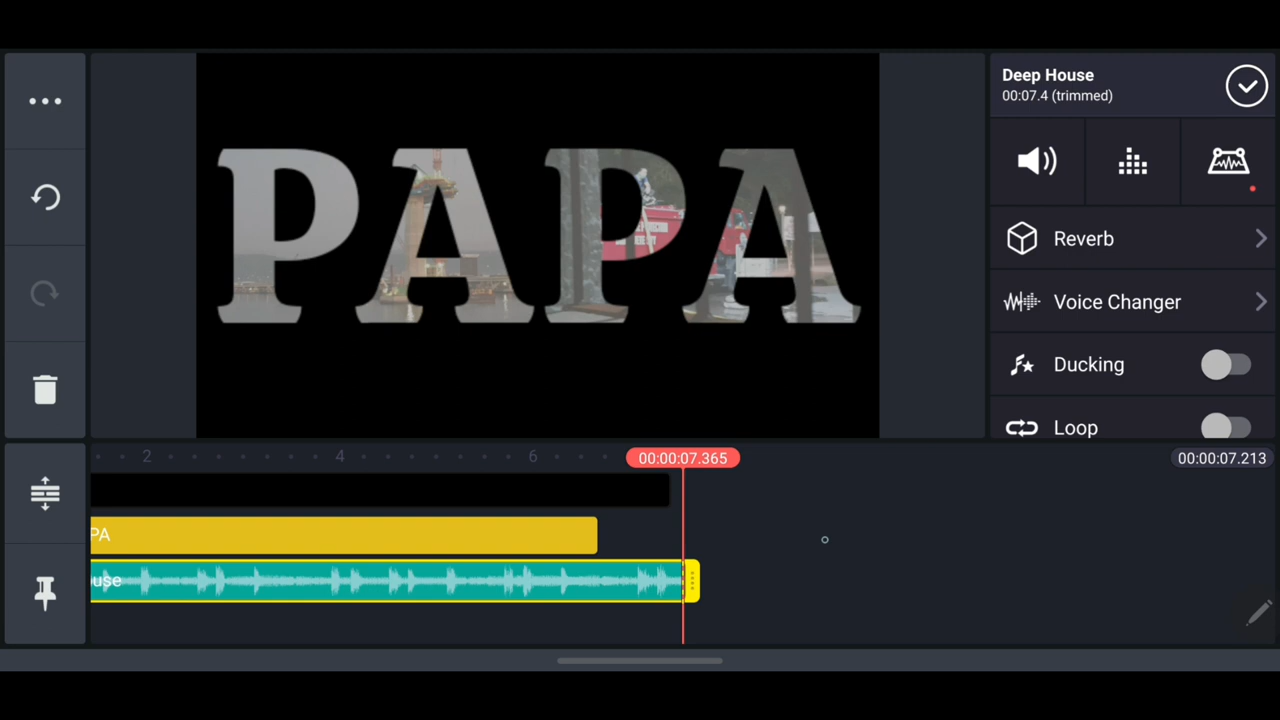 Deep House
00:07.4 (trimmed)
PAPA
Reverb
Voice Changer
Ducking
Loop
2
4
6
00:00:07.365
00:00:07.213
PA
use